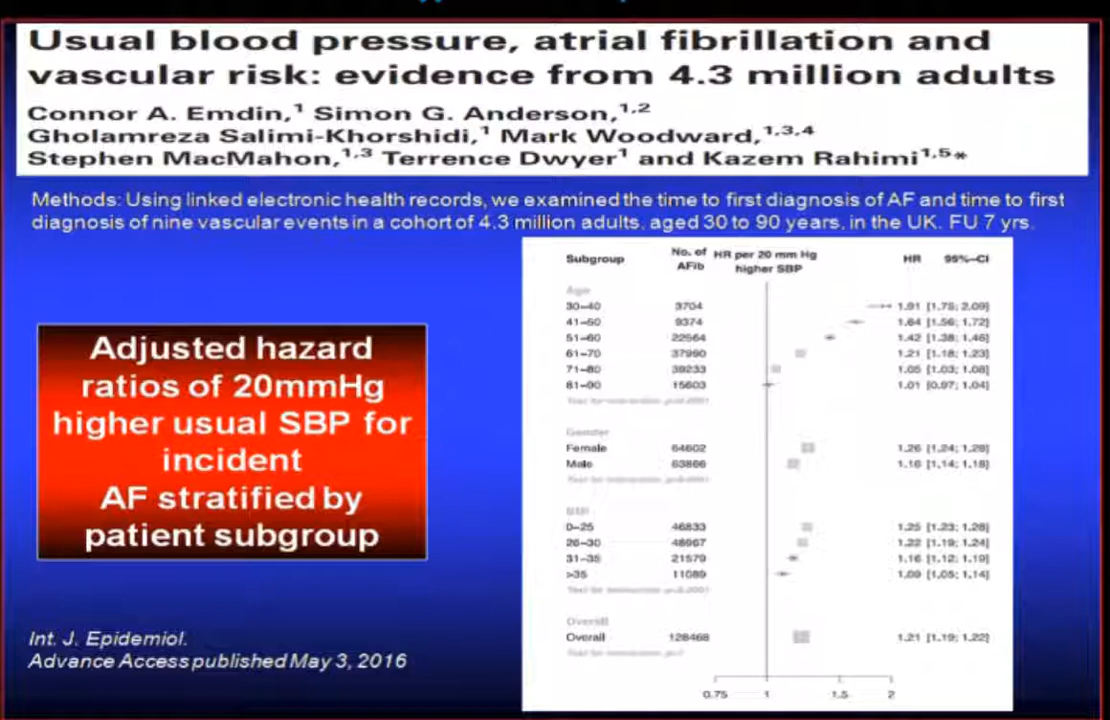 Usual blood pressure, atrial fibrillation and
vascular risk: evidence from 4.3 million adults
Connor A. Emdin,¹ Simon G. Anderson,¹,²
Gholamreza Salimi-Khorshidi,¹ Mark Woodward,¹,³,⁴
Stephen MacMahon,¹,³ Terrence Dwyer¹ and Kazem Rahimi¹,⁵*
Methods: Using linked electronic health records, we examined the time to first diagnosis of AF and time to first
diagnosis of nine vascular events in a cohort of 4.3 million adults, aged 30 to 90 years, in the UK. FU 7 yrs.
Adjusted hazard
ratios of 20mmHg
higher usual SBP for
incident
AF stratified by
patient subgroup
Subgroup No. of AFib HR per 20 mm Hg higher SBP HR 95%-CI
Age
30-40 3704 1.91 [1.75; 2.09]
41-50 9374 1.64 [1.56; 1.72]
51-60 22564 1.42 [1.38; 1.46]
61-70 37990 1.21 [1.18; 1.23]
71-80 39233 1.05 [1.03; 1.08]
81-90 15603 1.01 [0.97; 1.04]
Gender
Female 64602 1.26 [1.24; 1.28]
Male 63866 1.16 [1.14; 1.18]
BMI
0-25 46833 1.25 [1.23; 1.28]
26-30 48967 1.22 [1.19; 1.24]
31-35 21579 1.16 [1.12; 1.19]
>35 11089 1.09 [1.05; 1.14]
Overall
Overall 128468 1.21 [1.19; 1.22]
0.75 1 1.5 2
Int. J. Epidemiol.
Advance Access published May 3, 2016